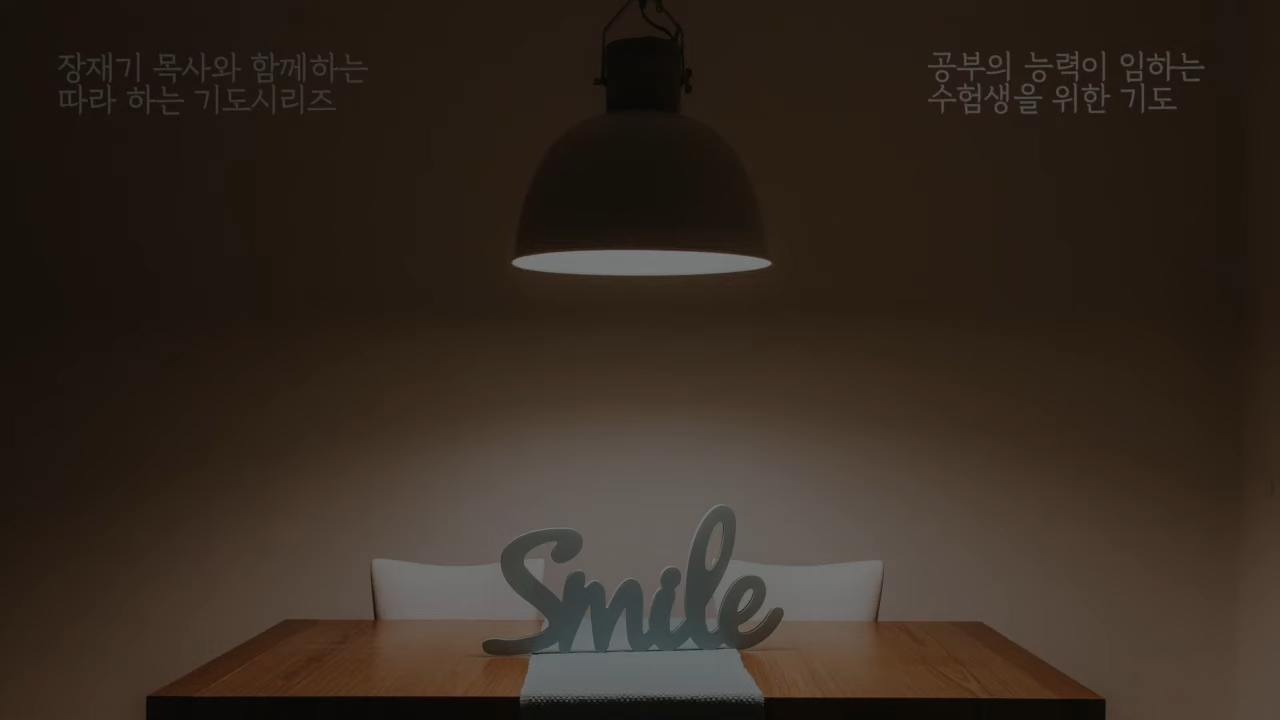 장재기 목사와 함께하는
따라 하는 기도시리즈
공부의 능력이 임하는
수험생을 위한 기도
Smile